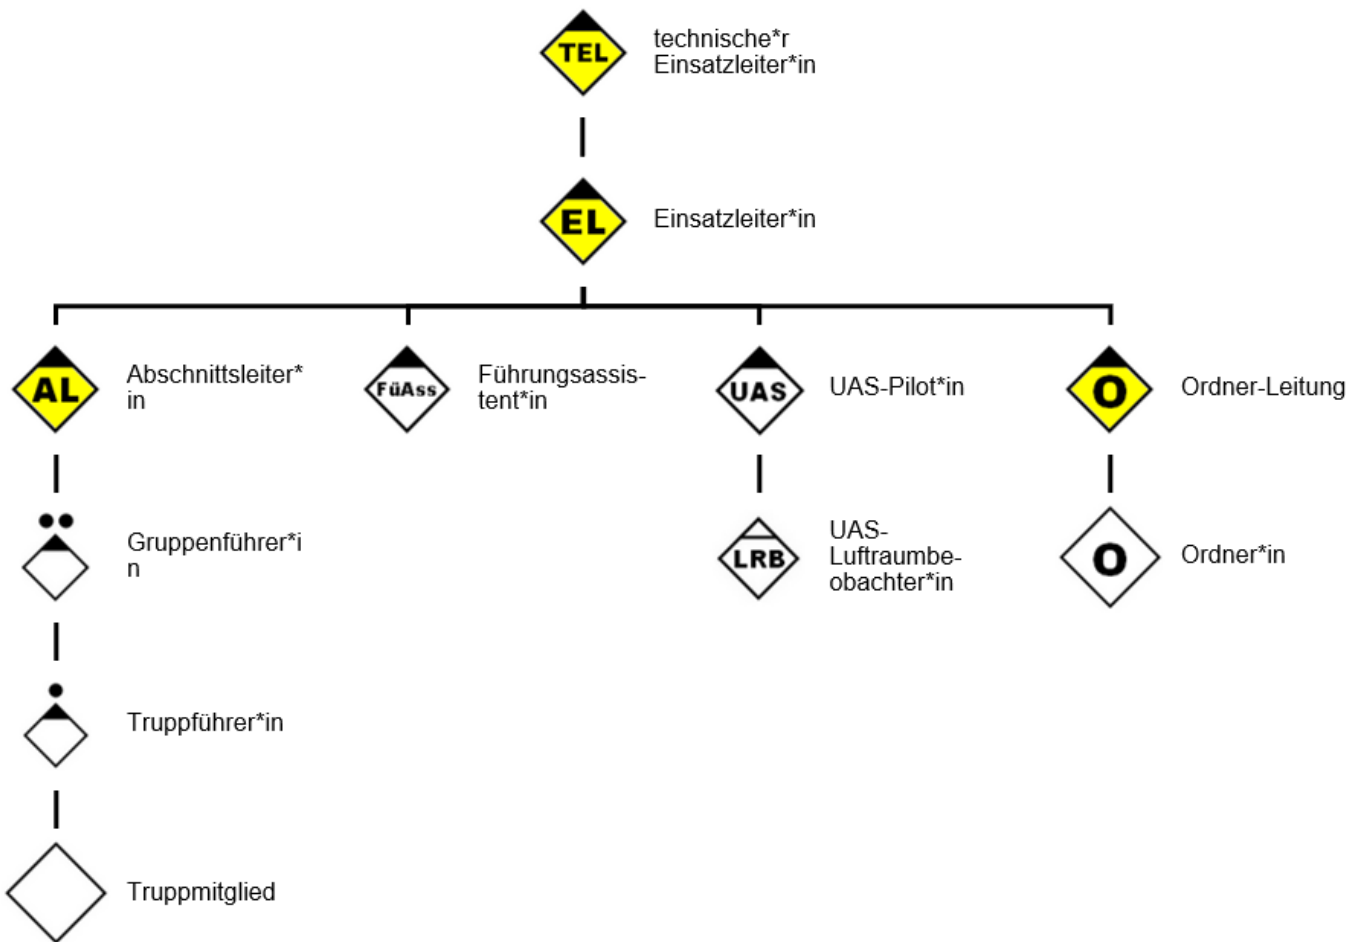 TEL
technische*r
Einsatzleiter*in
EL
Einsatzleiter*in
AL
Abschnittsleiter*
in
FüAss
Führungsassis-
tent*in
UAS
UAS-Pilot*in
O
Ordner-Leitung
Gruppenführer*i
n
LRB
UAS-
Luftraumbe-
obachter*in
O
Ordner*in
Truppführer*in
Truppmitglied